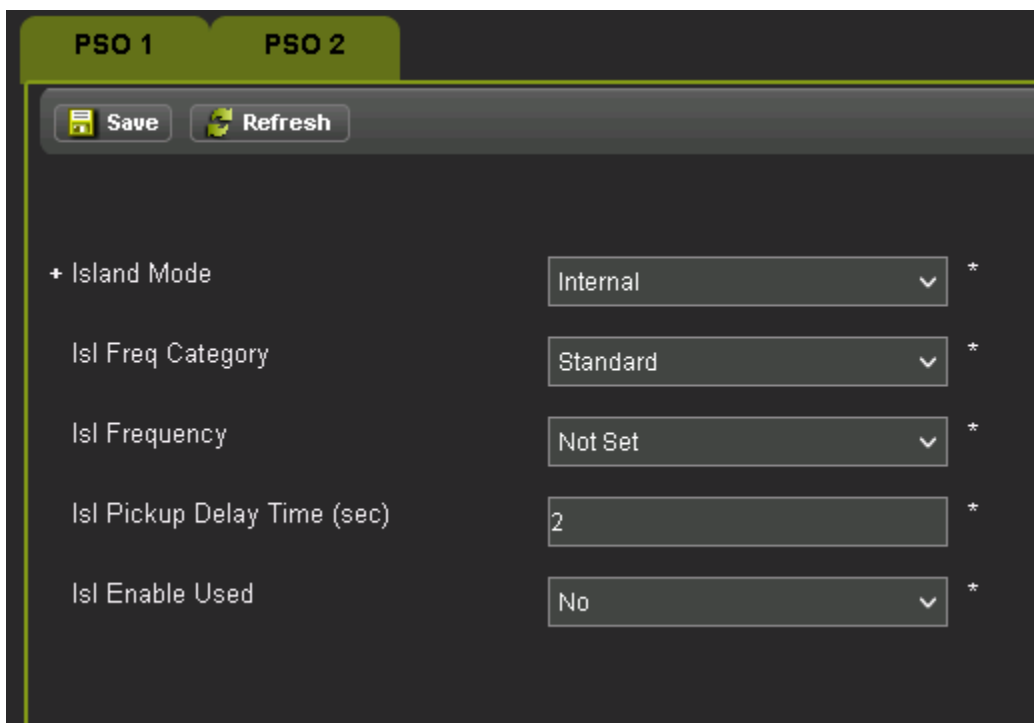 PSO 1 PSO 2
Save Refresh
+ Island Mode Internal *
Isl Freq Category Standard *
Isl Frequency Not Set *
Isl Pickup Delay Time (sec) 2 *
Isl Enable Used No *